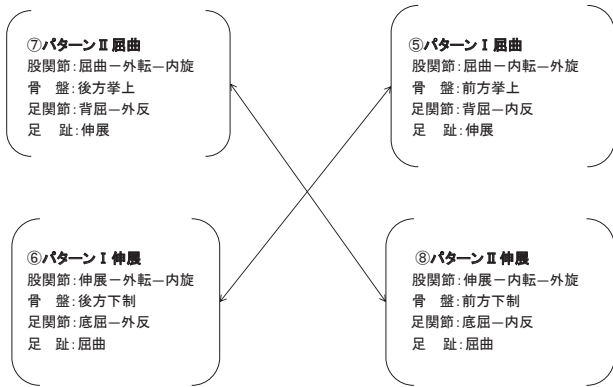 ⑦パターンⅡ屈曲
股関節:屈曲ー外転―内旋
骨　盤:後方挙上
足関節:背屈―外反
足　趾:伸展
⑤パターンⅠ 屈曲
股関節:屈曲―内転―外旋
骨　盤:前方挙上
足関節:背屈―内反
足　趾:伸展
⑥パターンⅠ 伸展
股関節:伸展ー外転―内旋
骨　盤:後方下制
足関節:底屈―外反
足　趾:屈曲
⑧パターンⅡ 伸展
股関節:伸展ー内転―外旋
骨　盤:前方下制
足関節:底屈―内反
足　趾:屈曲